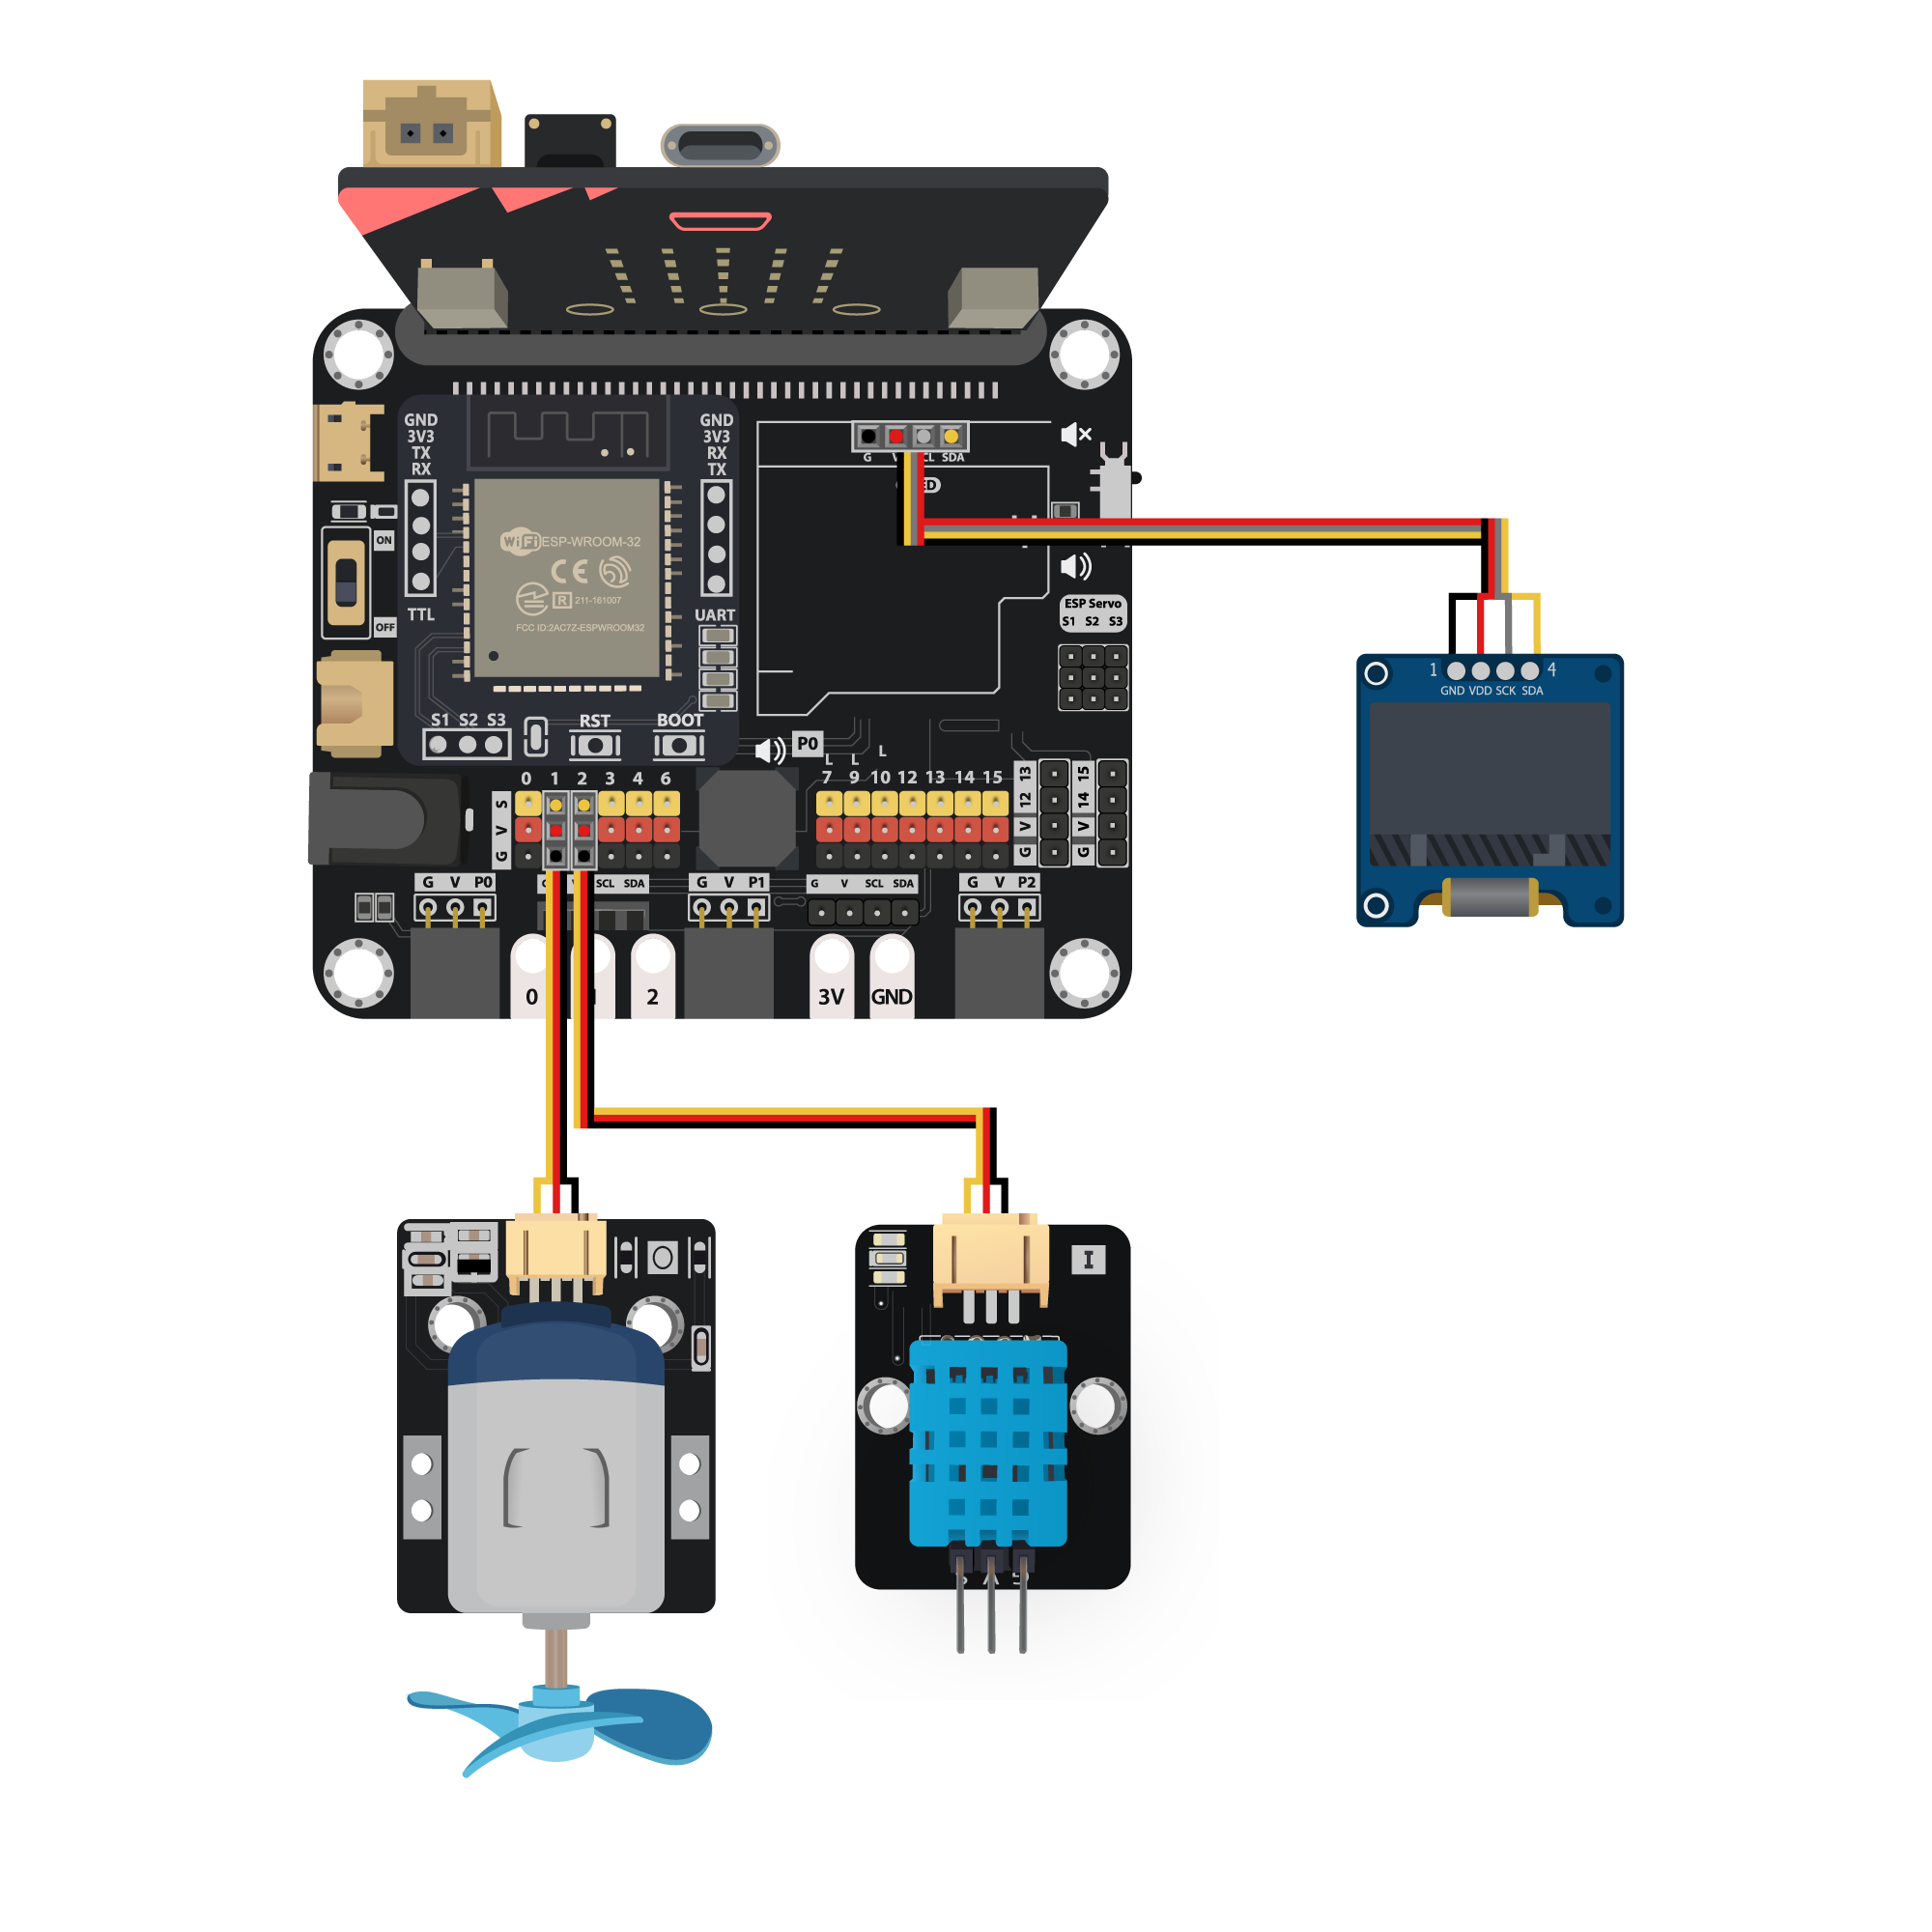 GND
3V3
TX
RX
GND
3V3
RX
TX
G SDA
ON
OFF
TTL
UART
WiFi ESP-WROOM-32
CE
R 211-161007
FCC ID:2AC7Z-ESPWROOM32
ESP Servo
S1 S2 S3
S1 S2 S3
RST
BOOT
P0
L L L
0 1 2 3 4 6
7 9 10 12 13 14 15
S
V
G
13
12
V
G
15
14
V
G
G V P0
SCL SDA
G V P1
G V SCL SDA
G V P2
0
2
3V
GND
1 4
GND VDD SCK SDA
O
I